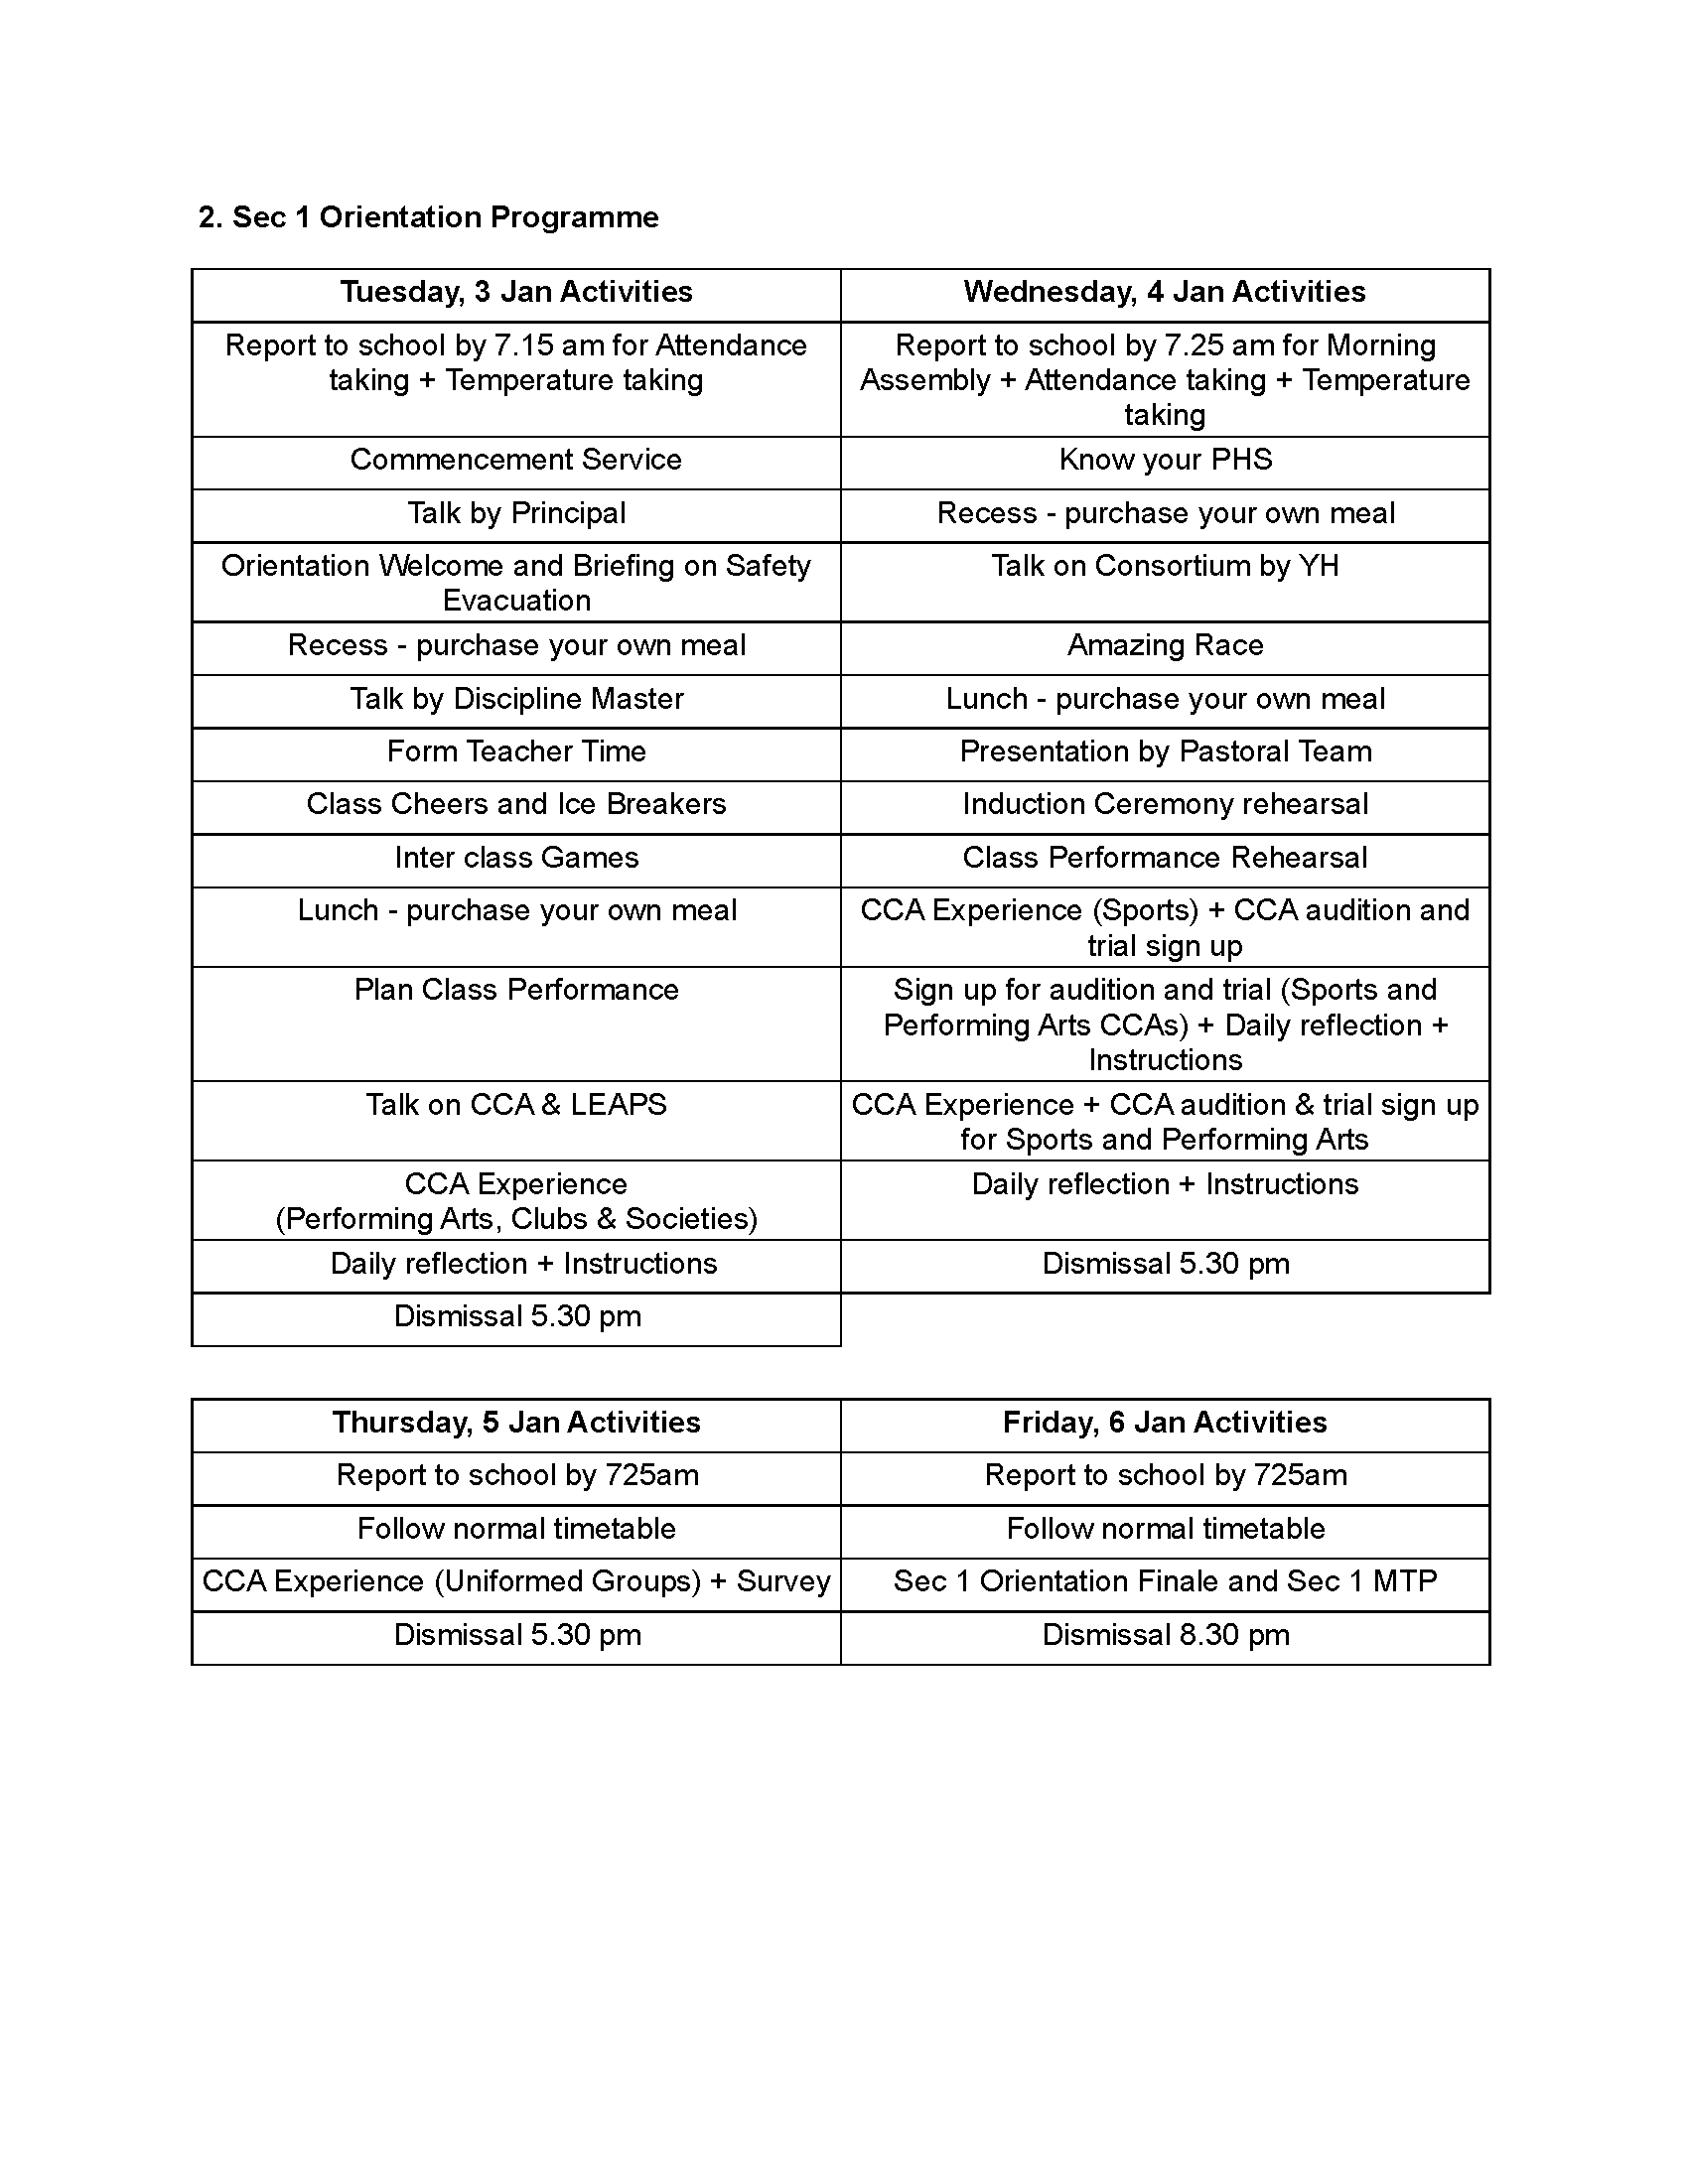 2. Sec 1 Orientation Programme
Tuesday, 3 Jan Activities
Wednesday, 4 Jan Activities
Report to school by 7.15 am for Attendance
taking + Temperature taking
Report to school by 7.25 am for Morning
Assembly + Attendance taking + Temperature
taking
Commencement Service
Know your PHS
Talk by Principal
Recess - purchase your own meal
Orientation Welcome and Briefing on Safety
Evacuation
Talk on Consortium by YH
Recess - purchase your own meal
Amazing Race
Talk by Discipline Master
Lunch - purchase your own meal
Form Teacher Time
Presentation by Pastoral Team
Class Cheers and Ice Breakers
Induction Ceremony rehearsal
Inter class Games
Class Performance Rehearsal
Lunch - purchase your own meal
CCA Experience (Sports) + CCA audition and
trial sign up
Plan Class Performance
Sign up for audition and trial (Sports and
Performing Arts CCAs) + Daily reflection +
Instructions
Talk on CCA & LEAPS
CCA Experience + CCA audition & trial sign up
for Sports and Performing Arts
CCA Experience
(Performing Arts, Clubs & Societies)
Daily reflection + Instructions
Daily reflection + Instructions
Dismissal 5.30 pm
Dismissal 5.30 pm
Thursday, 5 Jan Activities
Friday, 6 Jan Activities
Report to school by 725am
Report to school by 725am
Follow normal timetable
Follow normal timetable
CCA Experience (Uniformed Groups) + Survey
Sec 1 Orientation Finale and Sec 1 MTP
Dismissal 5.30 pm
Dismissal 8.30 pm